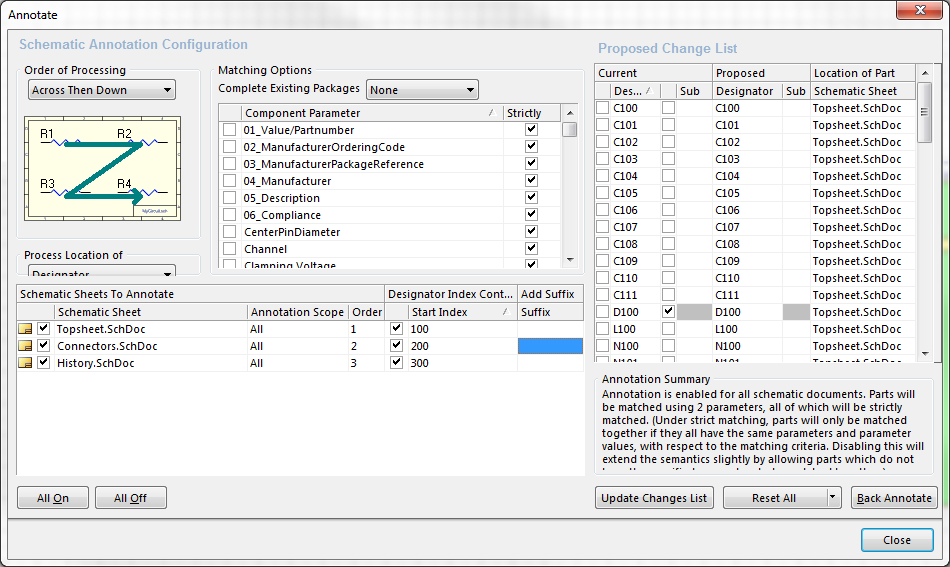 Annotate
Schematic Annotation Configuration
Order of Processing
Across Then Down
R1 R2
R3 R4
MyCircuit.sch
Process Location of
Designator
Matching Options
Complete Existing Packages None
Component Parameter Strictly
01_Value/Partnumber
02_ManufacturerOrderingCode
03_ManufacturerPackageReference
04_Manufacturer
05_Description
06_Compliance
CenterPinDiameter
Channel
Clamping Voltage
Schematic Sheets To Annotate Designator Index Cont... Add Suffix
Schematic Sheet Annotation Scope Order Start Index Suffix
Topsheet.SchDoc All 1 100
Connectors.SchDoc All 2 200
History.SchDoc All 3 300
All On All Off
Proposed Change List
Current Proposed Location of Part
Des... Sub Designator Sub Schematic Sheet
C100 C100 Topsheet.SchDoc
C101 C101 Topsheet.SchDoc
C102 C102 Topsheet.SchDoc
C103 C103 Topsheet.SchDoc
C104 C104 Topsheet.SchDoc
C105 C105 Topsheet.SchDoc
C106 C106 Topsheet.SchDoc
C107 C107 Topsheet.SchDoc
C108 C108 Topsheet.SchDoc
C109 C109 Topsheet.SchDoc
C110 C110 Topsheet.SchDoc
C111 C111 Topsheet.SchDoc
D100 D100 Topsheet.SchDoc
L100 L100 Topsheet.SchDoc
N100 N100 Topsheet.SchDoc
N101 N101 Topsheet.SchDoc
Annotation Summary
Annotation is enabled for all schematic documents. Parts will
be matched using 2 parameters, all of which will be strictly
matched. (Under strict matching, parts will only be matched
together if they all have the same parameters and parameter
values, with respect to the matching criteria. Disabling this will
extend the semantics slightly by allowing parts which do not
Update Changes List Reset All Back Annotate
Close